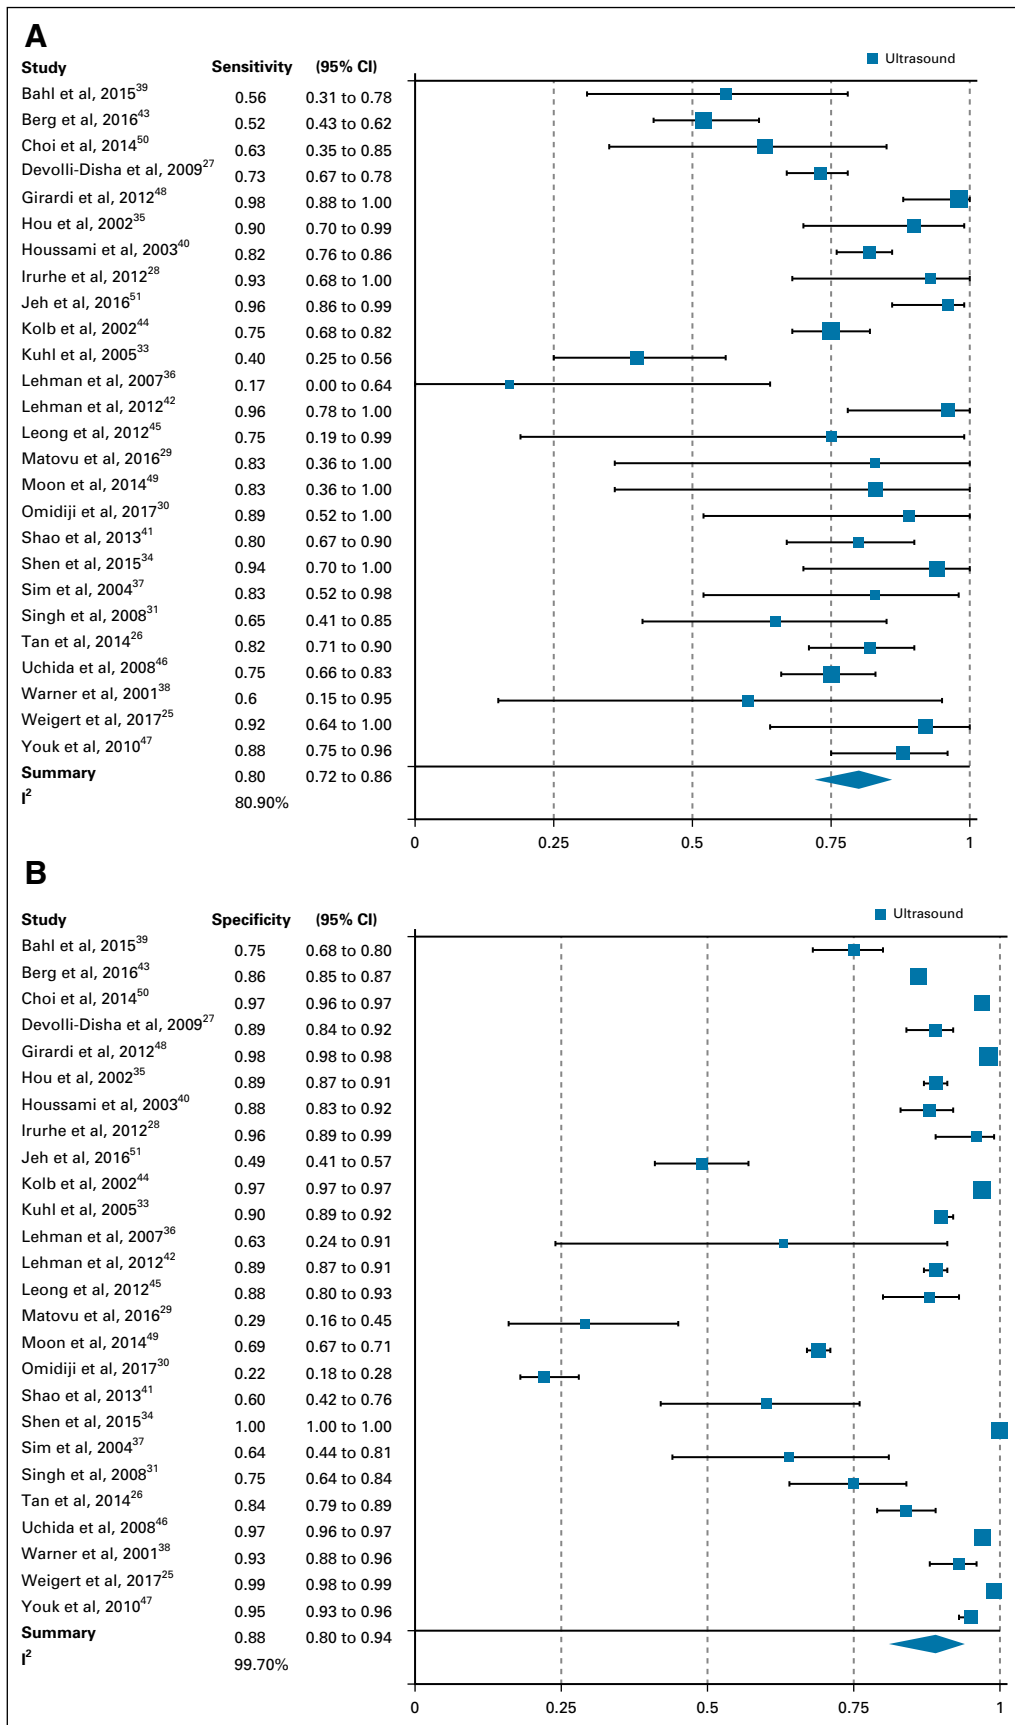 A
Study Sensitivity (95% CI) Ultrasound
Bahl et al, 2015³⁹ 0.56 0.31 to 0.78
Berg et al, 2016⁴³ 0.52 0.43 to 0.62
Choi et al, 2014⁵⁰ 0.63 0.35 to 0.85
Devolli-Disha et al, 2009²⁷ 0.73 0.67 to 0.78
Girardi et al, 2012⁴⁸ 0.98 0.88 to 1.00
Hou et al, 2002³⁵ 0.90 0.70 to 0.99
Houssami et al, 2003⁴⁰ 0.82 0.76 to 0.86
Irurhe et al, 2012²⁸ 0.93 0.68 to 1.00
Jeh et al, 2016⁵¹ 0.96 0.86 to 0.99
Kolb et al, 2002⁴⁴ 0.75 0.68 to 0.82
Kuhl et al, 2005³³ 0.40 0.25 to 0.56
Lehman et al, 2007³⁶ 0.17 0.00 to 0.64
Lehman et al, 2012⁴² 0.96 0.78 to 1.00
Leong et al, 2012⁴⁵ 0.75 0.19 to 0.99
Matovu et al, 2016²⁹ 0.83 0.36 to 1.00
Moon et al, 2014⁴⁹ 0.83 0.36 to 1.00
Omidiji et al, 2017³⁰ 0.89 0.52 to 1.00
Shao et al, 2013⁴¹ 0.80 0.67 to 0.90
Shen et al, 2015³⁴ 0.94 0.70 to 1.00
Sim et al, 2004³⁷ 0.83 0.52 to 0.98
Singh et al, 2008³¹ 0.65 0.41 to 0.85
Tan et al, 2014²⁶ 0.82 0.71 to 0.90
Uchida et al, 2008⁴⁶ 0.75 0.66 to 0.83
Warner et al, 2001³⁸ 0.6 0.15 to 0.95
Weigert et al, 2017²⁵ 0.92 0.64 to 1.00
Youk et al, 2010⁴⁷ 0.88 0.75 to 0.96
Summary 0.80 0.72 to 0.86
I² 80.90%
0 0.25 0.5 0.75 1
B
Study Specificity (95% CI) Ultrasound
Bahl et al, 2015³⁹ 0.75 0.68 to 0.80
Berg et al, 2016⁴³ 0.86 0.85 to 0.87
Choi et al, 2014⁵⁰ 0.97 0.96 to 0.97
Devolli-Disha et al, 2009²⁷ 0.89 0.84 to 0.92
Girardi et al, 2012⁴⁸ 0.98 0.98 to 0.98
Hou et al, 2002³⁵ 0.89 0.87 to 0.91
Houssami et al, 2003⁴⁰ 0.88 0.83 to 0.92
Irurhe et al, 2012²⁸ 0.96 0.89 to 0.99
Jeh et al, 2016⁵¹ 0.49 0.41 to 0.57
Kolb et al, 2002⁴⁴ 0.97 0.97 to 0.97
Kuhl et al, 2005³³ 0.90 0.89 to 0.92
Lehman et al, 2007³⁶ 0.63 0.24 to 0.91
Lehman et al, 2012⁴² 0.89 0.87 to 0.91
Leong et al, 2012⁴⁵ 0.88 0.80 to 0.93
Matovu et al, 2016²⁹ 0.29 0.16 to 0.45
Moon et al, 2014⁴⁹ 0.69 0.67 to 0.71
Omidiji et al, 2017³⁰ 0.22 0.18 to 0.28
Shao et al, 2013⁴¹ 0.60 0.42 to 0.76
Shen et al, 2015³⁴ 1.00 1.00 to 1.00
Sim et al, 2004³⁷ 0.64 0.44 to 0.81
Singh et al, 2008³¹ 0.75 0.64 to 0.84
Tan et al, 2014²⁶ 0.84 0.79 to 0.89
Uchida et al, 2008⁴⁶ 0.97 0.96 to 0.97
Warner et al, 2001³⁸ 0.93 0.88 to 0.96
Weigert et al, 2017²⁵ 0.99 0.98 to 0.99
Youk et al, 2010⁴⁷ 0.95 0.93 to 0.96
Summary 0.88 0.80 to 0.94
I² 99.70%
0 0.25 0.5 0.75 1